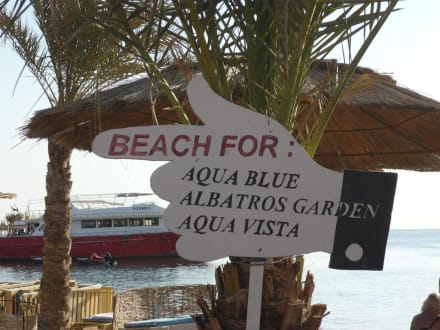 BEACH FOR :
AQUA BLUE
ALBATROS GARDEN
AQUA VISTA